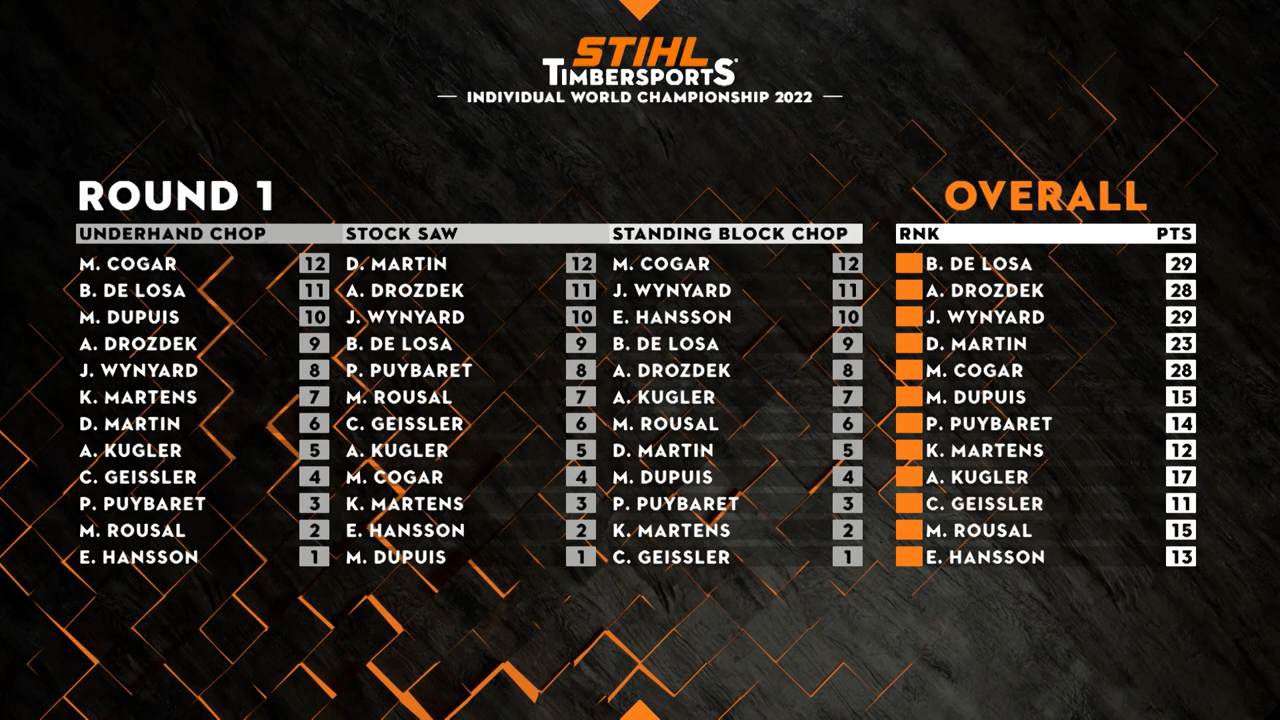 STIHL
TIMBERSPORTS®
INDIVIDUAL WORLD CHAMPIONSHIP 2022
ROUND 1 OVERALL
UNDERHAND CHOP STOCK SAW STANDING BLOCK CHOP RNK PTS
M. COGAR 12 D. MARTIN 12 M. COGAR 12 B. DE LOSA 29
B. DE LOSA 11 A. DROZDEK 11 J. WYNYARD 11 A. DROZDEK 28
M. DUPUIS 10 J. WYNYARD 10 E. HANSSON 10 J. WYNYARD 29
A. DROZDEK 9 B. DE LOSA 9 B. DE LOSA 9 D. MARTIN 23
J. WYNYARD 8 P. PUYBARET 8 A. DROZDEK 8 M. COGAR 28
K. MARTENS 7 M. ROUSAL 7 A. KUGLER 7 M. DUPUIS 15
D. MARTIN 6 C. GEISSLER 6 M. ROUSAL 6 P. PUYBARET 14
A. KUGLER 5 A. KUGLER 5 D. MARTIN 5 K. MARTENS 12
C. GEISSLER 4 M. COGAR 4 M. DUPUIS 4 A. KUGLER 17
P. PUYBARET 3 K. MARTENS 3 P. PUYBARET 3 C. GEISSLER 11
M. ROUSAL 2 E. HANSSON 2 K. MARTENS 2 M. ROUSAL 15
E. HANSSON 1 M. DUPUIS 1 C. GEISSLER 1 E. HANSSON 13